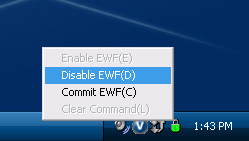 Enable EWF(E)
Disable EWF(D)
Commit EWF(C)
Clear Command(L)
V
1:43 PM